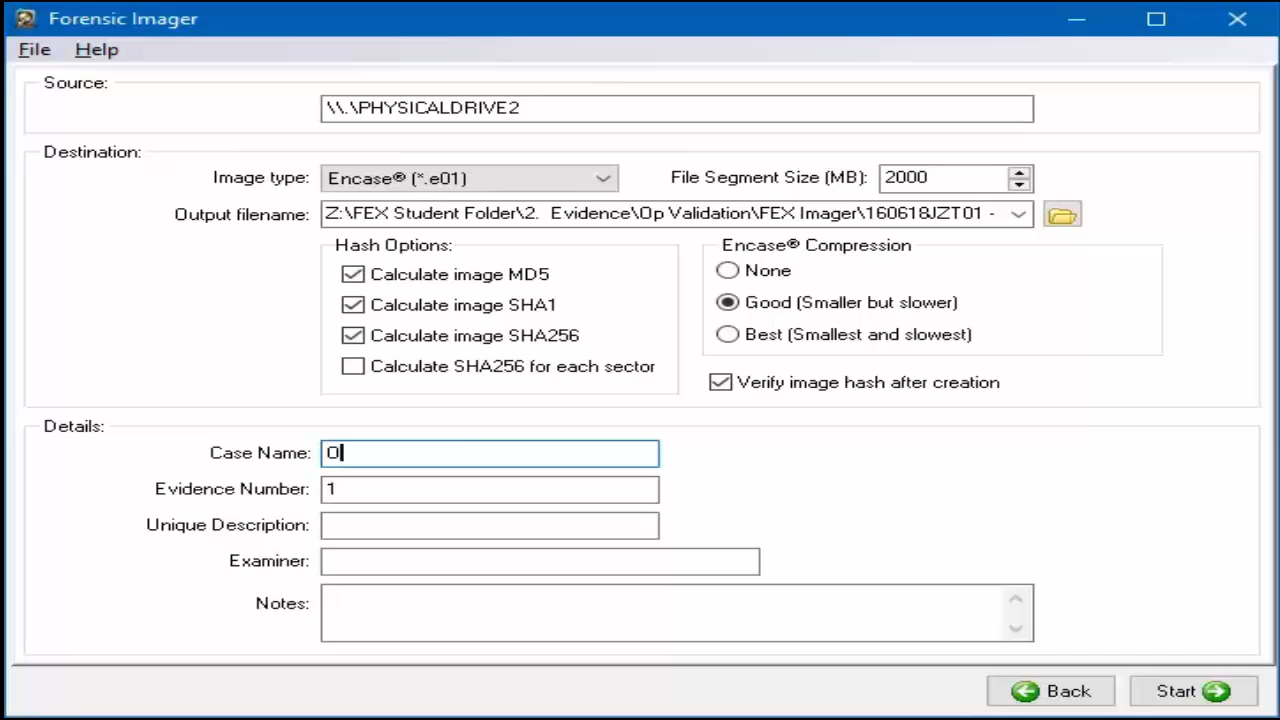 Forensic Imager
File Help
Source:
\\.\PHYSICALDRIVE2
Destination:
Image type: Encase® (*.e01) File Segment Size (MB): 2000
Output filename: Z:\FEX Student Folder\2. Evidence\Op Validation\FEX Imager\160618JZT01 -
Hash Options: Encase® Compression
Calculate image MD5 None
Calculate image SHA1 Good (Smaller but slower)
Calculate image SHA256 Best (Smallest and slowest)
Calculate SHA256 for each sector
Verify image hash after creation
Details:
Case Name: O
Evidence Number: 1
Unique Description:
Examiner:
Notes:
Back Start